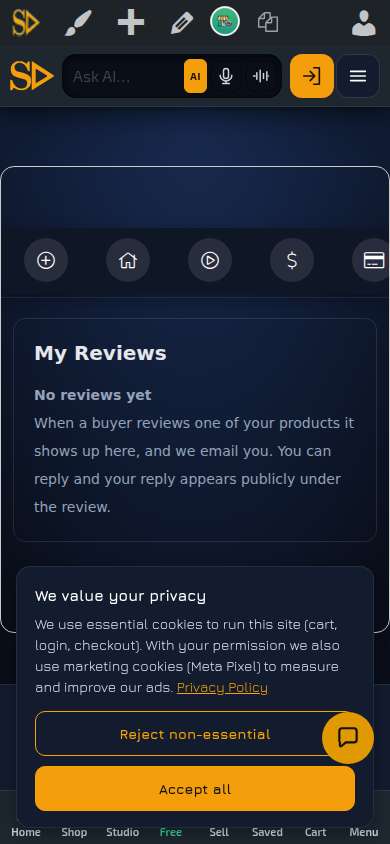 SD
Ask AI...
AI
My Reviews
No reviews yet
When a buyer reviews one of your products it
shows up here, and we email you. You can
reply and your reply appears publicly under
the review.
We value your privacy
We use essential cookies to run this site (cart,
login, checkout). With your permission we also
use marketing cookies (Meta Pixel) to measure
and improve our ads. Privacy Policy
Reject non-essential
Accept all
Home Shop Studio Free Sell Saved Cart Menu